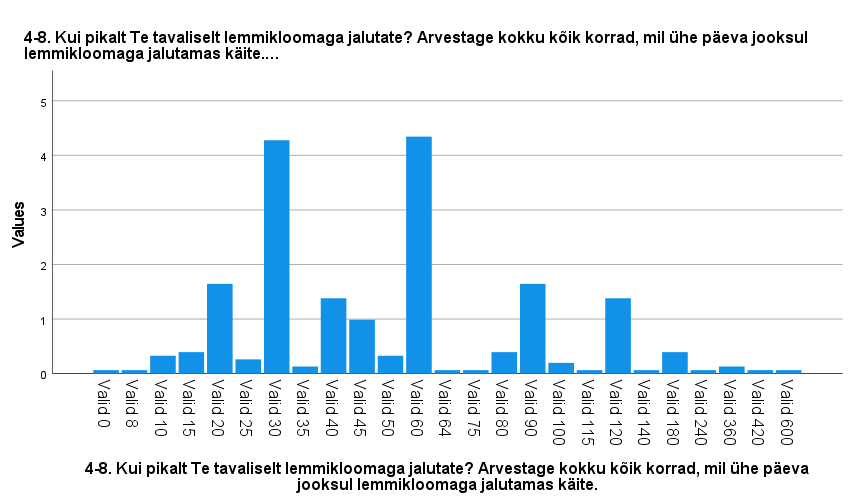 4-8. Kui pikalt Te tavaliselt lemmikloomaga jalutate? Arvestage kokku kõik korrad, mil ühe päeva jooksul
lemmikloomaga jalutamas käite....
5
4
3
2
1
0
Values
Valid 0
Valid 8
Valid 10
Valid 15
Valid 20
Valid 25
Valid 30
Valid 35
Valid 40
Valid 45
Valid 50
Valid 60
Valid 64
Valid 75
Valid 80
Valid 90
Valid 100
Valid 115
Valid 120
Valid 140
Valid 180
Valid 240
Valid 360
Valid 420
Valid 600
4-8. Kui pikalt Te tavaliselt lemmikloomaga jalutate? Arvestage kokku kõik korrad, mil ühe päeva
jooksul lemmikloomaga jalutamas käite.